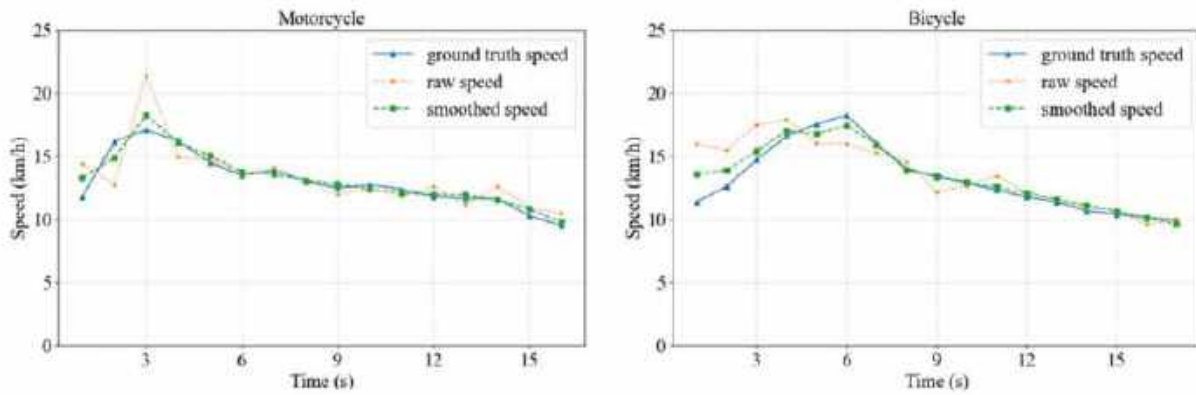 Motorcycle
25
20
15
10
5
0
Speed (km/h)
ground truth speed
raw speed
smoothed speed
3 6 9 12 15
Time (s)
Bicycle
25
20
15
10
5
0
Speed (km/h)
ground truth speed
raw speed
smoothed speed
3 6 9 12 15
Time (s)